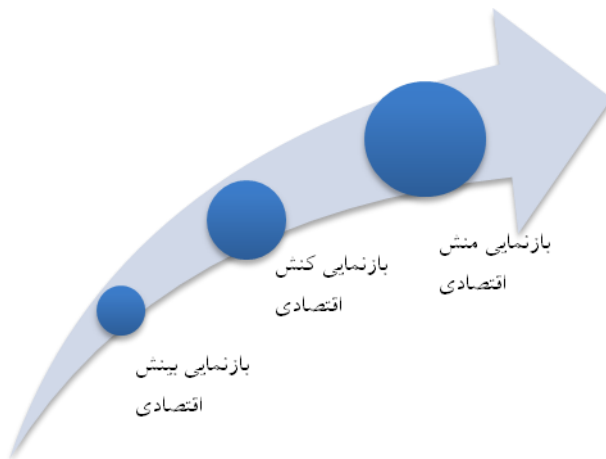 بازنمایی منش
اقتصادی
بازنمایی کنش
اقتصادی
بازنمایی بینش
اقتصادی